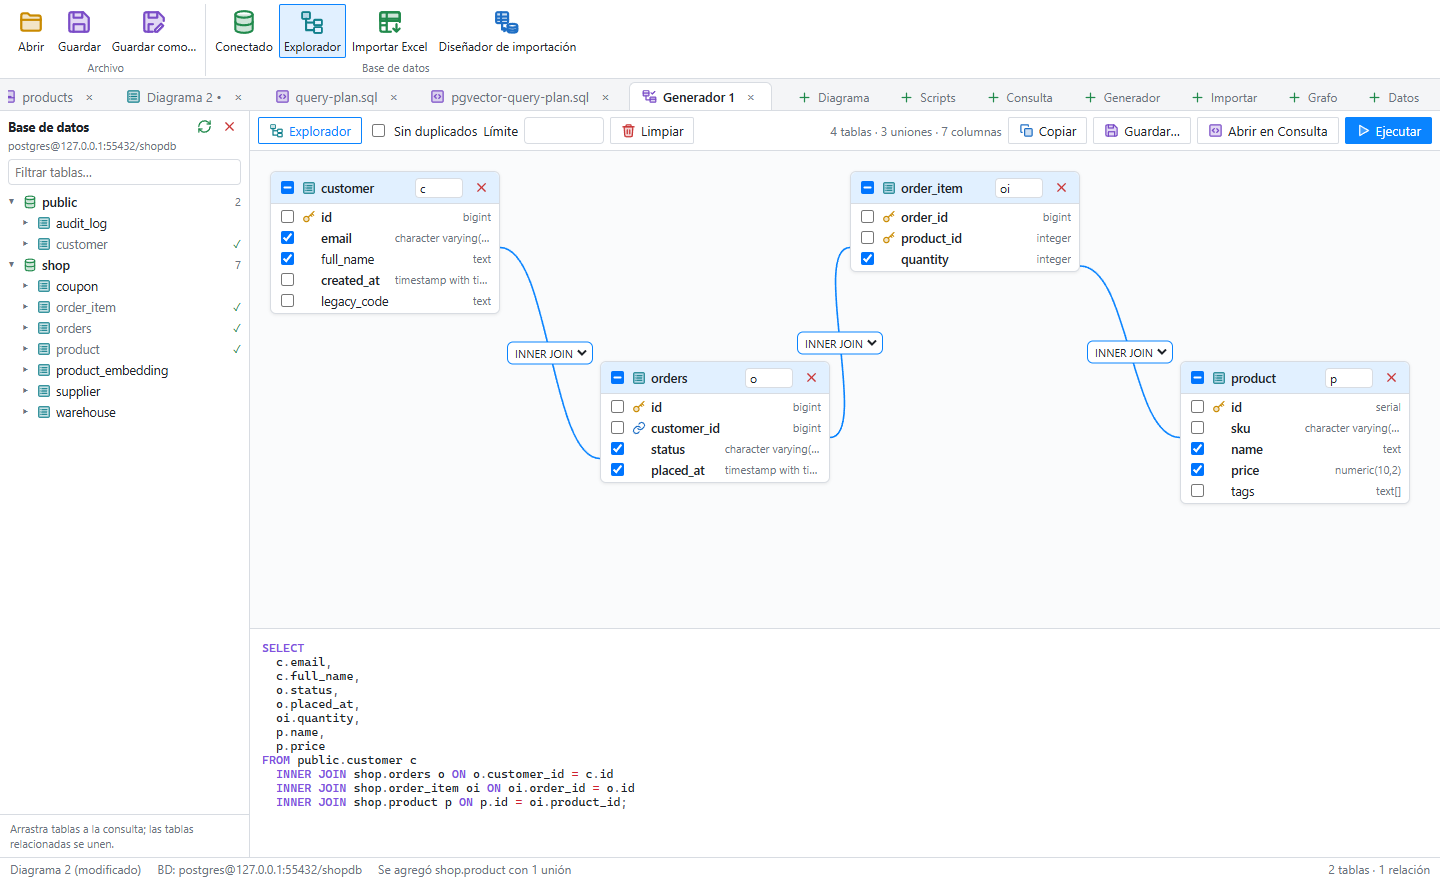 Abrir
Guardar
Guardar como...
Conectado
Explorador
Importar Excel
Diseñador de importación
Archivo
Base de datos
products ×
Diagrama 2 • ×
query-plan.sql ×
pgvector-query-plan.sql ×
Generador 1 ×
+ Diagrama
+ Scripts
+ Consulta
+ Generador
+ Importar
+ Grafo
+ Datos
Base de datos
postgres@127.0.0.1:55432/shopdb
Filtrar tablas...
public 2
audit_log
customer ✓
shop 7
coupon
order_item ✓
orders ✓
product ✓
product_embedding
supplier
warehouse
Arrastra tablas a la consulta; las tablas
relacionadas se unen.
Explorador
Sin duplicados
Límite
Limpiar
4 tablas · 3 uniones · 7 columnas
Copiar
Guardar...
Abrir en Consulta
Ejecutar
customer c
id bigint
email character varying(...
full_name text
created_at timestamp with ti...
legacy_code text
INNER JOIN
orders o
id bigint
customer_id bigint
status character varying(...
placed_at timestamp with ti...
INNER JOIN
order_item oi
order_id bigint
product_id integer
quantity integer
INNER JOIN
product p
id serial
sku character varying(...
name text
price numeric(10,2)
tags text[]
SELECT
c.email,
c.full_name,
o.status,
o.placed_at,
oi.quantity,
p.name,
p.price
FROM public.customer c
INNER JOIN shop.orders o ON o.customer_id = c.id
INNER JOIN shop.order_item oi ON oi.order_id = o.id
INNER JOIN shop.product p ON p.id = oi.product_id;
Diagrama 2 (modificado)
BD: postgres@127.0.0.1:55432/shopdb
Se agregó shop.product con 1 unión
2 tablas · 1 relación